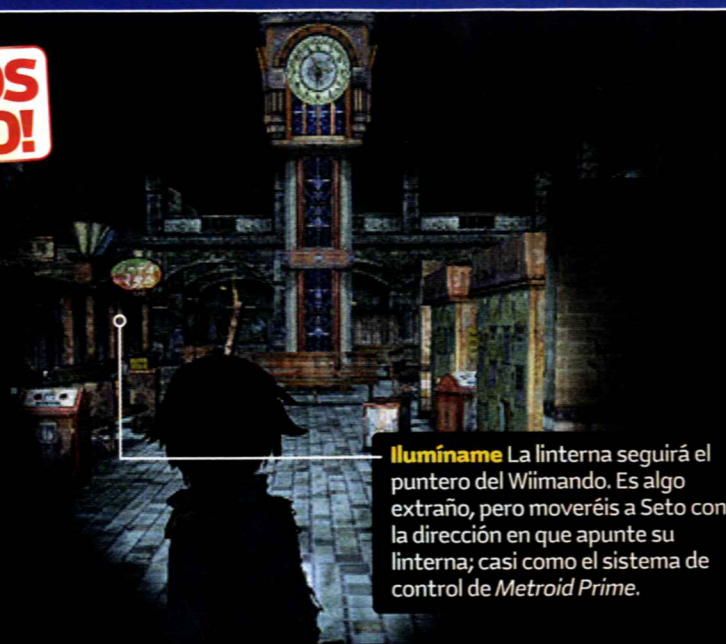 OS
O!
Ilumíname La linterna seguirá el
puntero del Wiimando. Es algo
extraño, pero moveréis a Seto con
la dirección en que apunte su
linterna; casi como el sistema de
control de Metroid Prime.